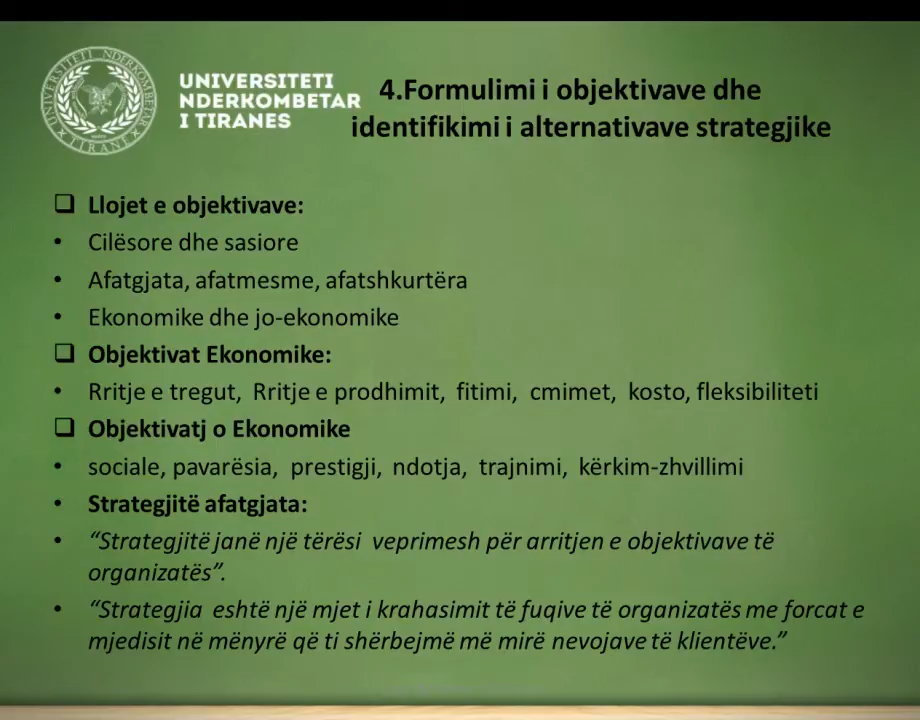 UNIVERSITETI NDERKOMBETAR
TIRANE
UNIVERSITETI
NDERKOMBETAR
I TIRANES
4.Formulimi i objektivave dhe
identifikimi i alternativave strategjike
❑ Llojet e objektivave:
• Cilësore dhe sasiore
• Afatgjata, afatmesme, afatshkurtëra
• Ekonomike dhe jo-ekonomike
❑ Objektivat Ekonomike:
• Rritje e tregut, Rritje e prodhimit, fitimi, cmimet, kosto, fleksibiliteti
❑ Objektivatj o Ekonomike
• sociale, pavarësia, prestigji, ndotja, trajnimi, kërkim-zhvillimi
• Strategjitë afatgjata:
• “Strategjitë janë një tërësi veprimesh për arritjen e objektivave të
organizatës”.
• “Strategjia eshtë një mjet i krahasimit të fuqive të organizatës me forcat e
mjedisit në mënyrë që ti shërbejmë më mirë nevojave të klientëve.”